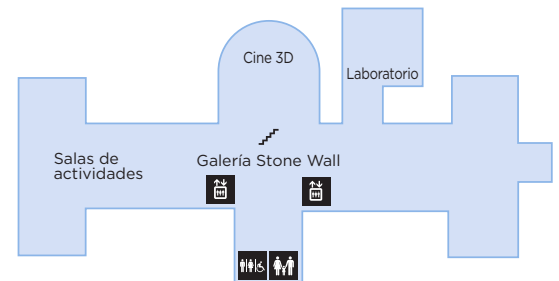 Cine 3D
Laboratorio
Salas de
actividades
Galería Stone Wall